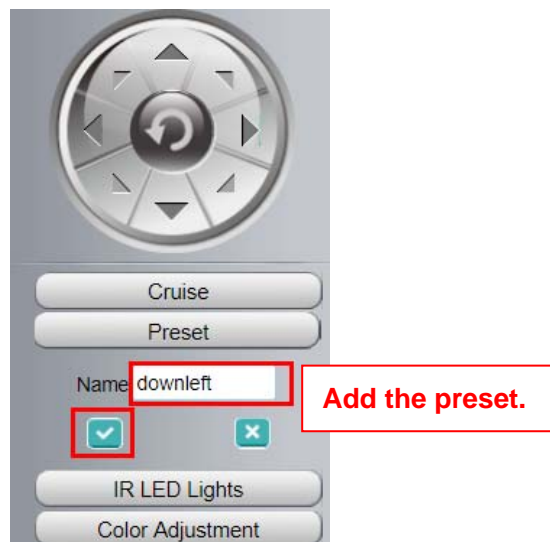 Cruise
Preset
Name downleft
Add the preset.
IR LED Lights
Color Adjustment